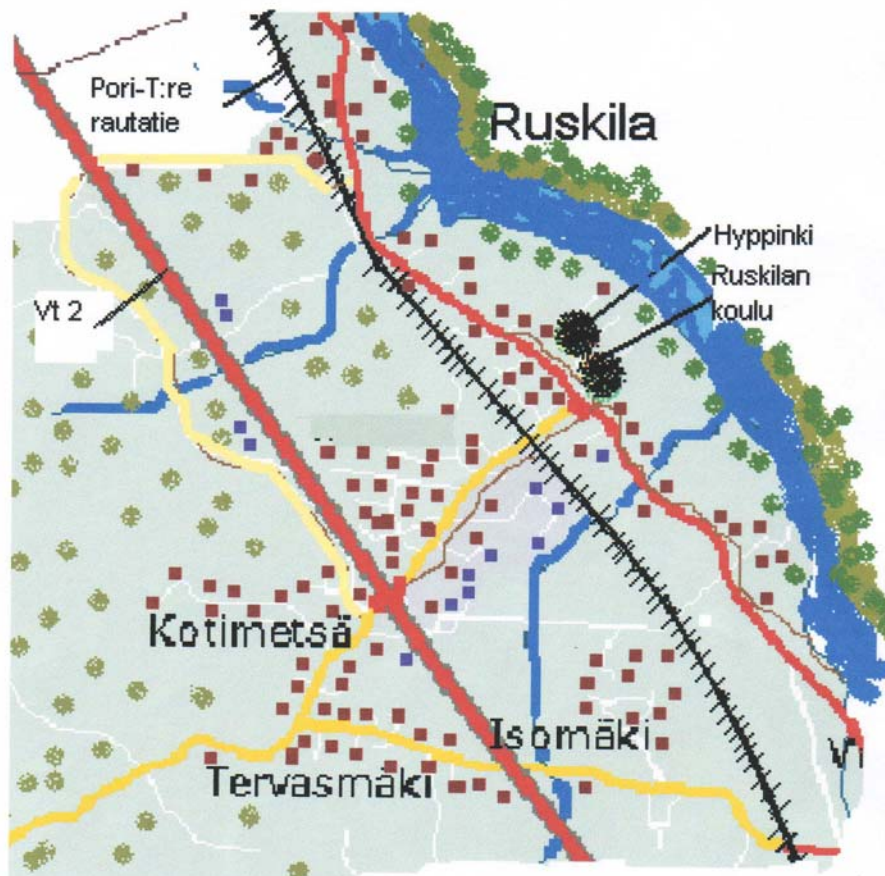 Pori-T:re
rautatie
Ruskila
Hyppinki
Ruskilan
koulu
Vt 2
Kotimetsä
Isomäki
Tervasmäki